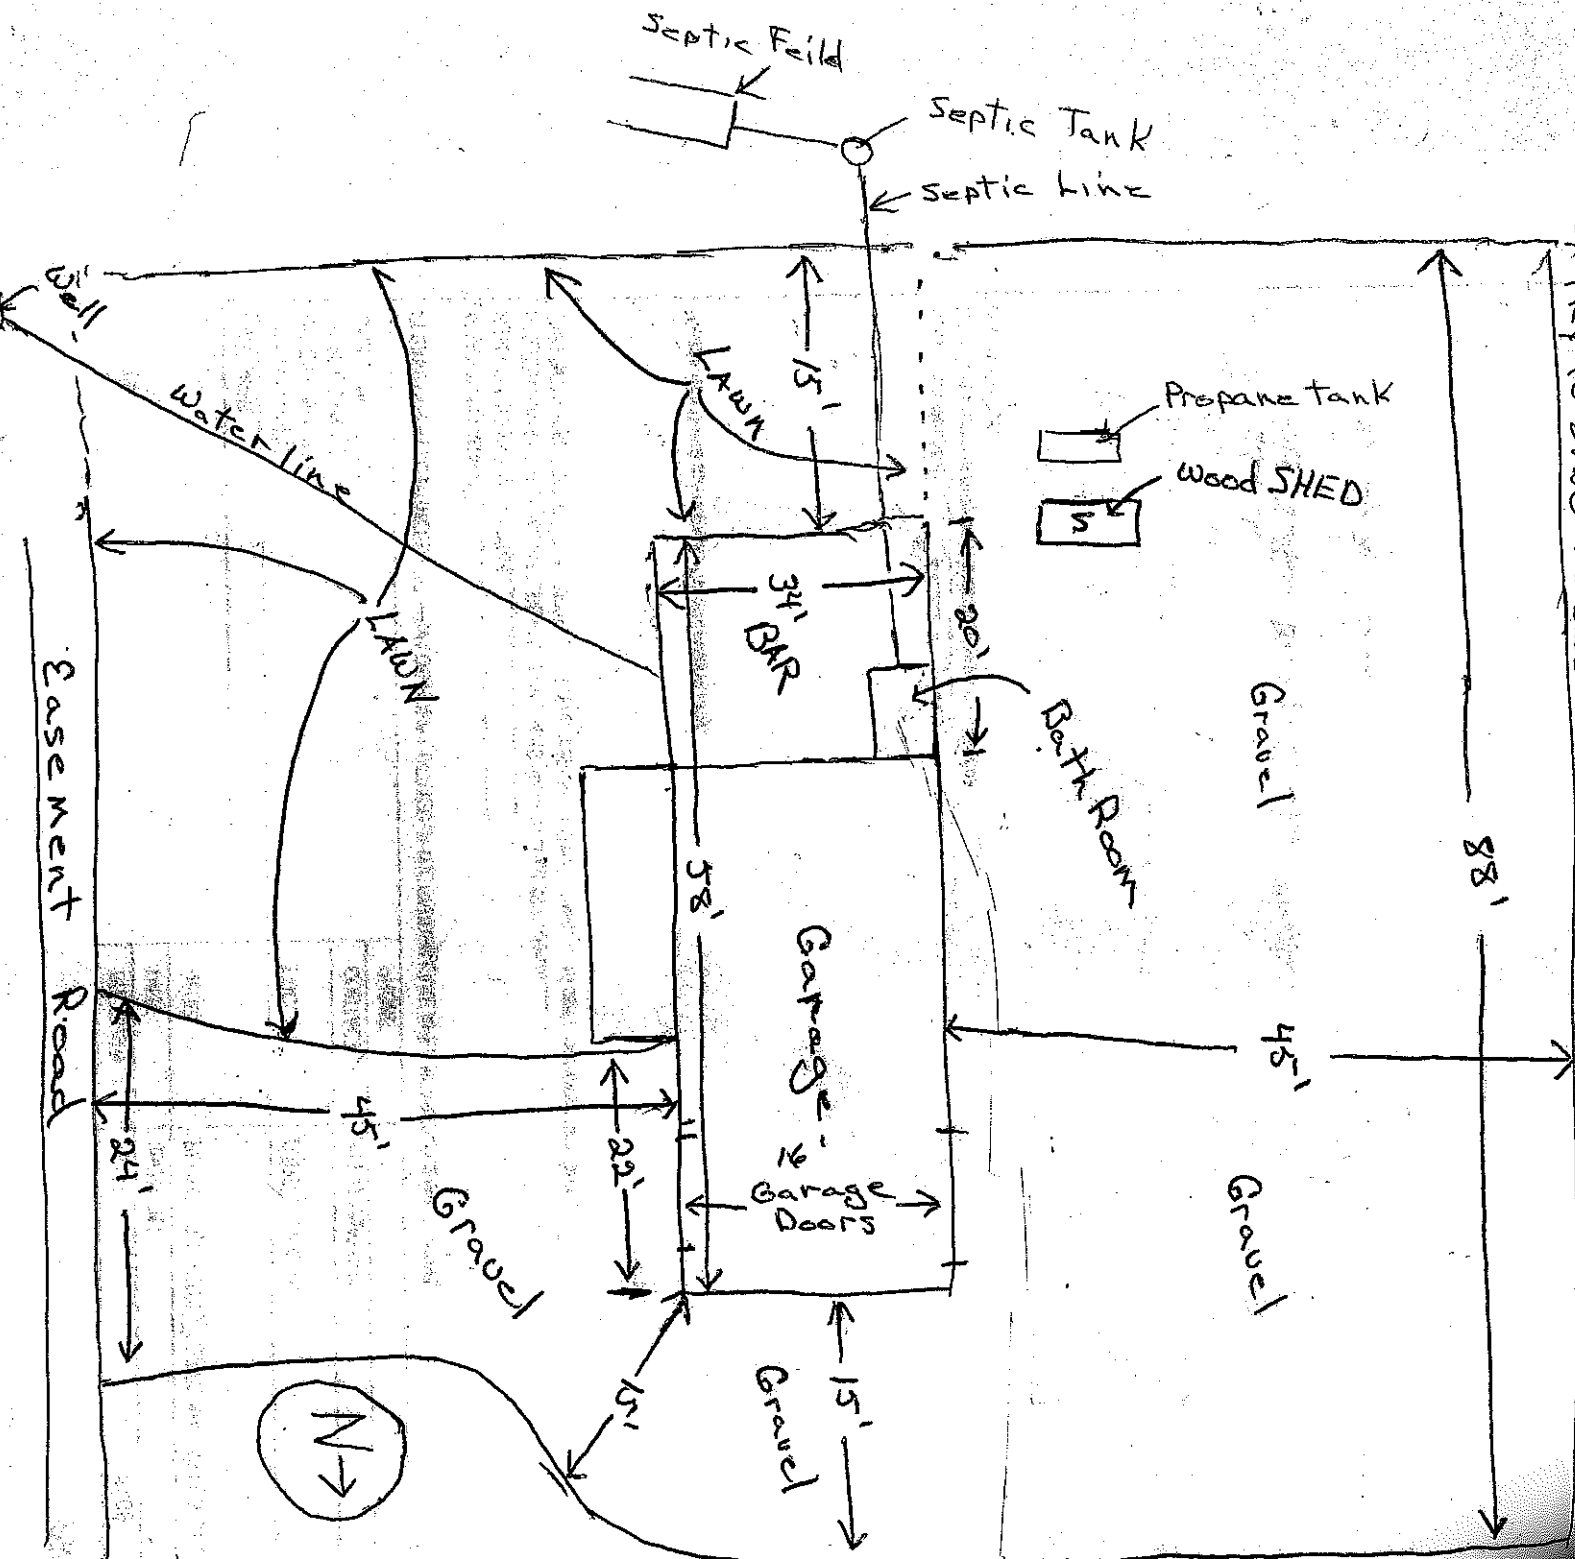 Septic Feild
Septic Tank
Septic Line
Well
Water line
LAWN
15'
Propane Tank
Wood SHED
S
34'
BAR
20'
Bath Room
LAWN
Gravel
88'
58'
Garage
45'
Easement Road
24'
45'
22'
16
Garage
Doors
Gravel
Gravel
15'
15'
Gravel
N